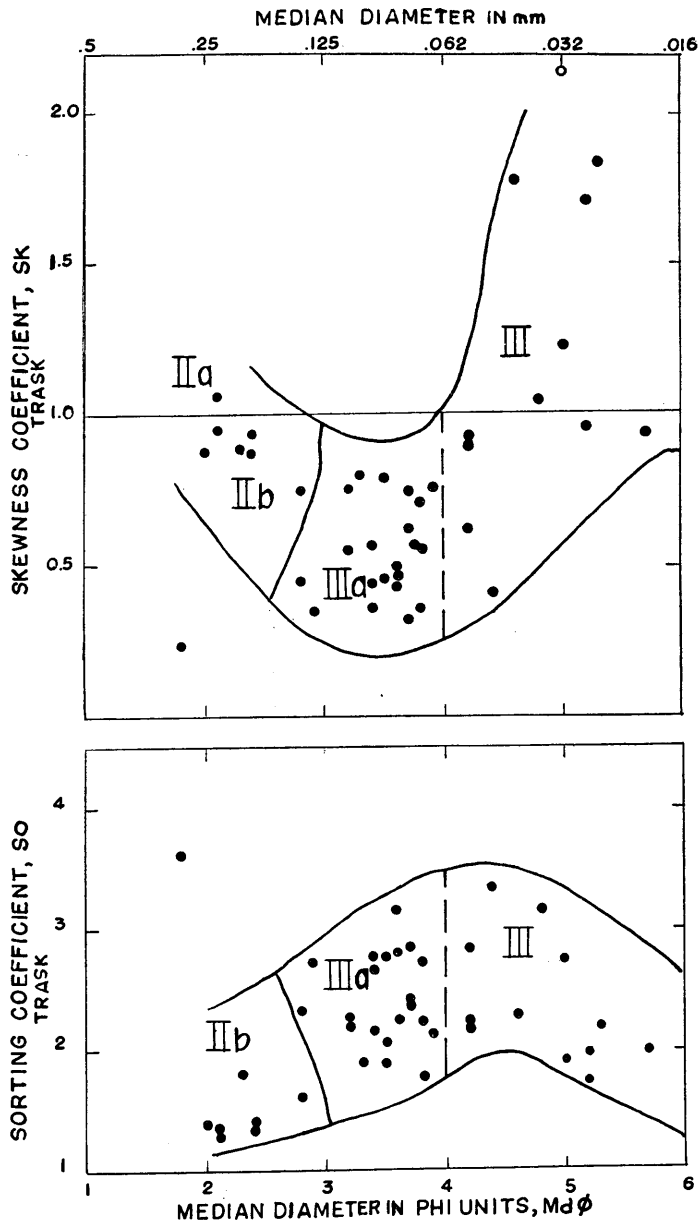 MEDIAN DIAMETER IN mm
.5 .25 .125 .062 .032 .016
SKEWNESS COEFFICIENT, SK
TRASK
2.0
1.5
1.0
0.5
IIa
IIb
IIIa
III
SORTING COEFFICIENT, SO
TRASK
4
3
2
1
IIb
IIIa
III
1 2 3 4 5 6
MEDIAN DIAMETER IN PHI UNITS, Mdϕ